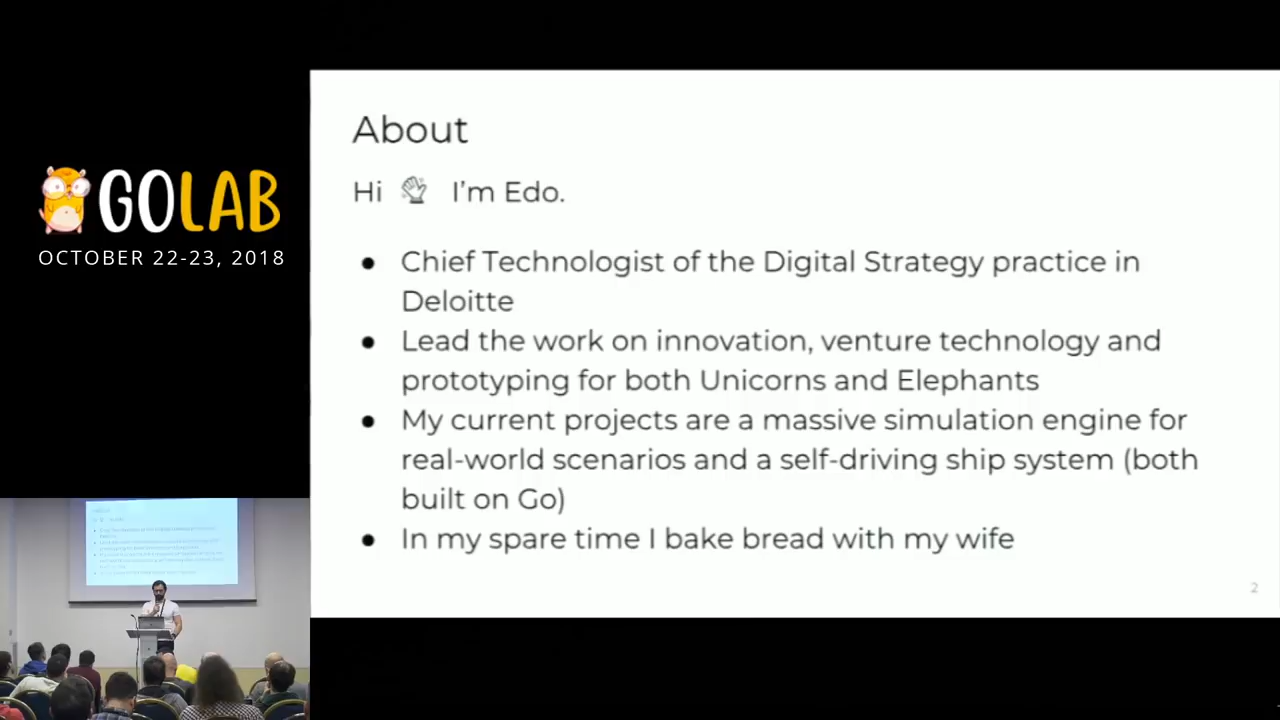 GOLAB
OCTOBER 22-23, 2018
About
Hi 👋 I'm Edo.
● Chief Technologist of the Digital Strategy practice in
Deloitte
● Lead the work on innovation, venture technology and
prototyping for both Unicorns and Elephants
● My current projects are a massive simulation engine for
real-world scenarios and a self-driving ship system (both
built on Go)
● In my spare time I bake bread with my wife
2